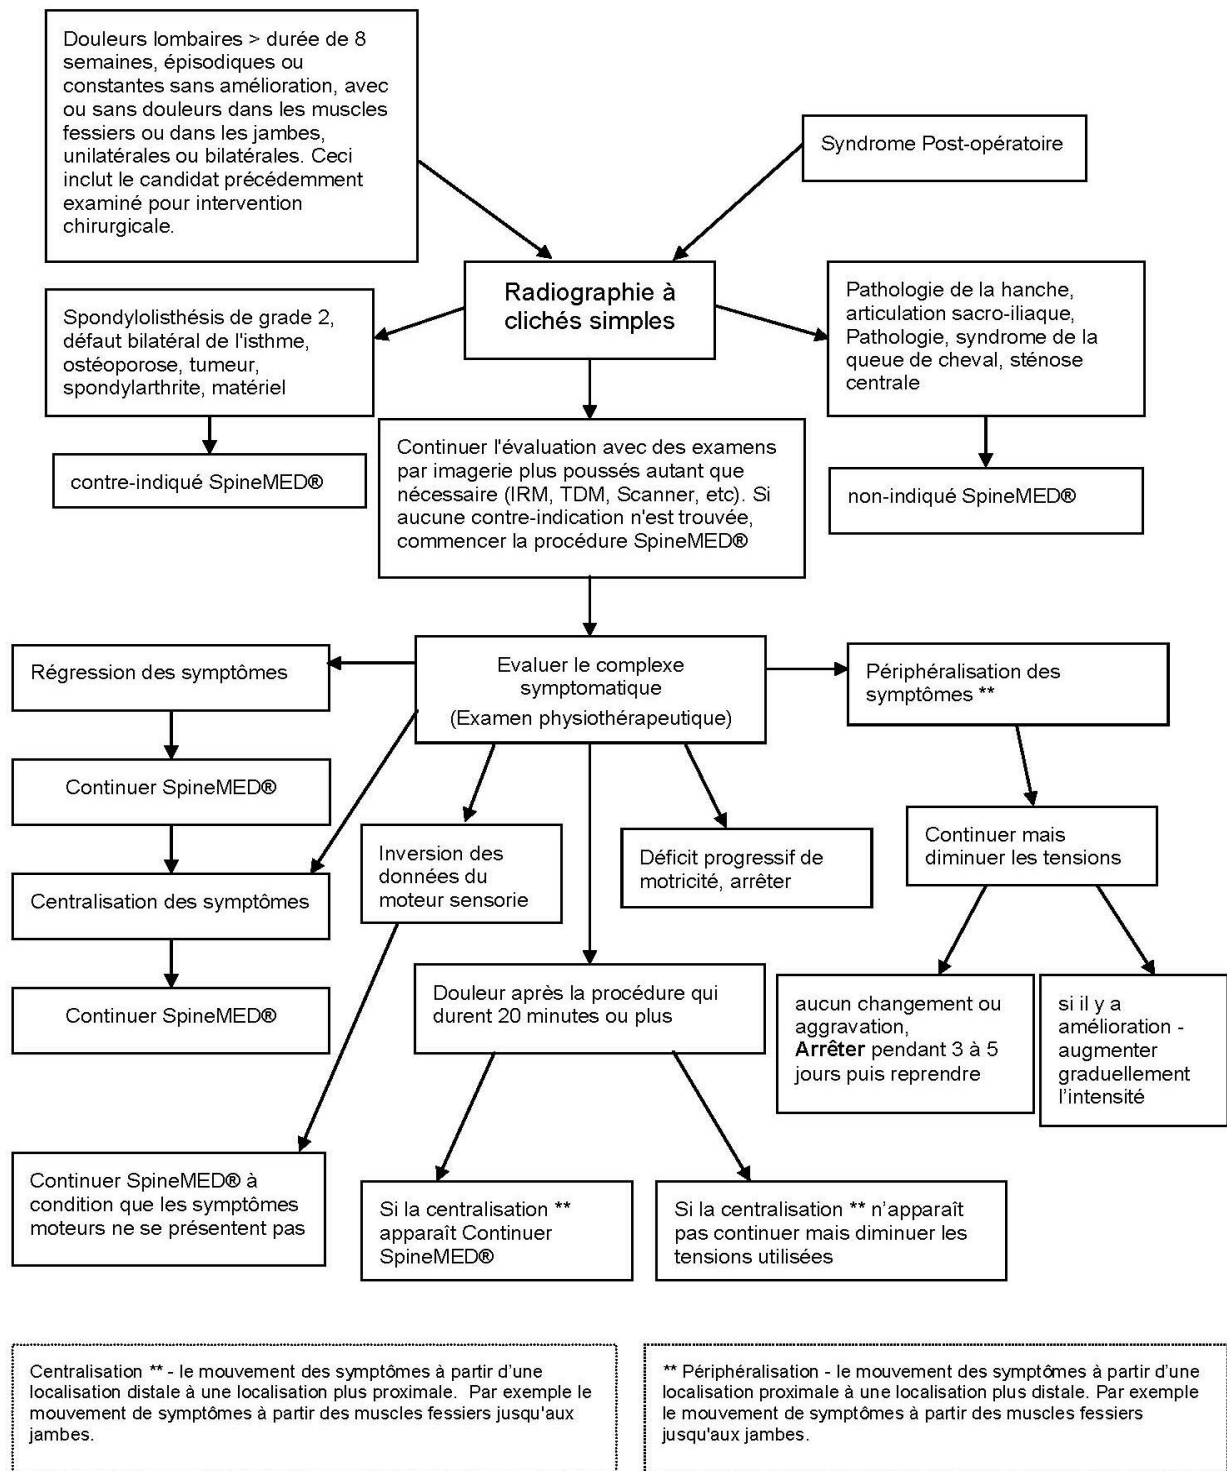 Douleurs lombaires > durée de 8
semaines, épisodiques ou
constantes sans amélioration, avec
ou sans douleurs dans les muscles
fessiers ou dans les jambes,
unilatérales ou bilatérales. Ceci
inclut le candidat précédemment
examiné pour intervention
chirurgicale.
Syndrome Post-opératoire
Radiographie à
clichés simples
Spondylolisthésis de grade 2,
défaut bilatéral de l'isthme,
ostéoporose, tumeur,
spondylarthrite, matériel
Pathologie de la hanche,
articulation sacro-iliaque,
Pathologie, syndrome de la
queue de cheval, sténose
centrale
contre-indiqué SpineMED®
Continuer l'évaluation avec des examens
par imagerie plus poussés autant que
nécessaire (IRM, TDM, Scanner, etc). Si
aucune contre-indication n'est trouvée,
commencer la procédure SpineMED®
non-indiqué SpineMED®
Régression des symptômes
Evaluer le complexe
symptomatique
(Examen physiothérapeutique)
Périphéralisation des
symptômes **
Continuer SpineMED®
Centralisation des symptômes
Continuer SpineMED®
Inversion des
données du
moteur sensorie
Déficit progressif de
motricité, arrêter
Continuer mais
diminuer les tensions
Douleur après la procédure qui
durent 20 minutes ou plus
aucun changement ou
aggravation,
Arrêter pendant 3 à 5
jours puis reprendre
si il y a
amélioration -
augmenter
graduellement
l'intensité
Continuer SpineMED® à
condition que les symptômes
moteurs ne se présentent pas
Si la centralisation **
apparaît Continuer
SpineMED®
Si la centralisation ** n'apparaît
pas continuer mais diminuer les
tensions utilisées
Centralisation ** - le mouvement des symptômes à partir d'une
localisation distale à une localisation plus proximale. Par exemple le
mouvement de symptômes à partir des muscles fessiers jusqu'aux
jambes.
** Périphéralisation - le mouvement des symptômes à partir d'une
localisation proximale à une localisation plus distale. Par exemple
le mouvement de symptômes à partir des muscles fessiers
jusqu'aux jambes.